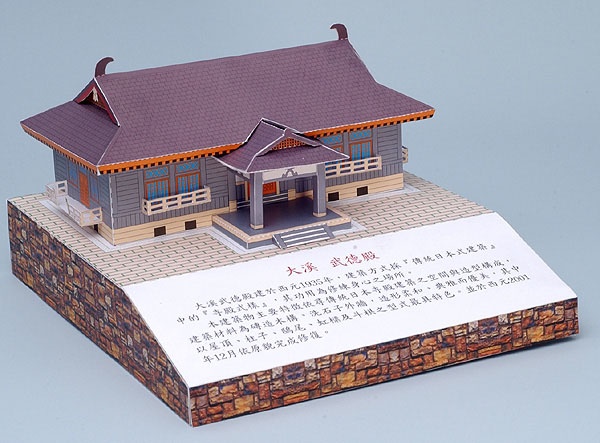 大溪 武德殿
大溪武德殿建於西元1935年，建築方式採『傳統日本式建築』
中的『寺殿式樣』，其功用為修練身心之場所。
本建築物主要特徵依尋傳統日本寺殿建築之空間與造型構成，
建築材料為磚造木構、洗石子外牆，造形柔和、典雅而優美，其中
以屋頂、柱子、鴟尾、虹樑及斗栱之型式最具特色，並於西元2001
年12月依原貌完成修復。